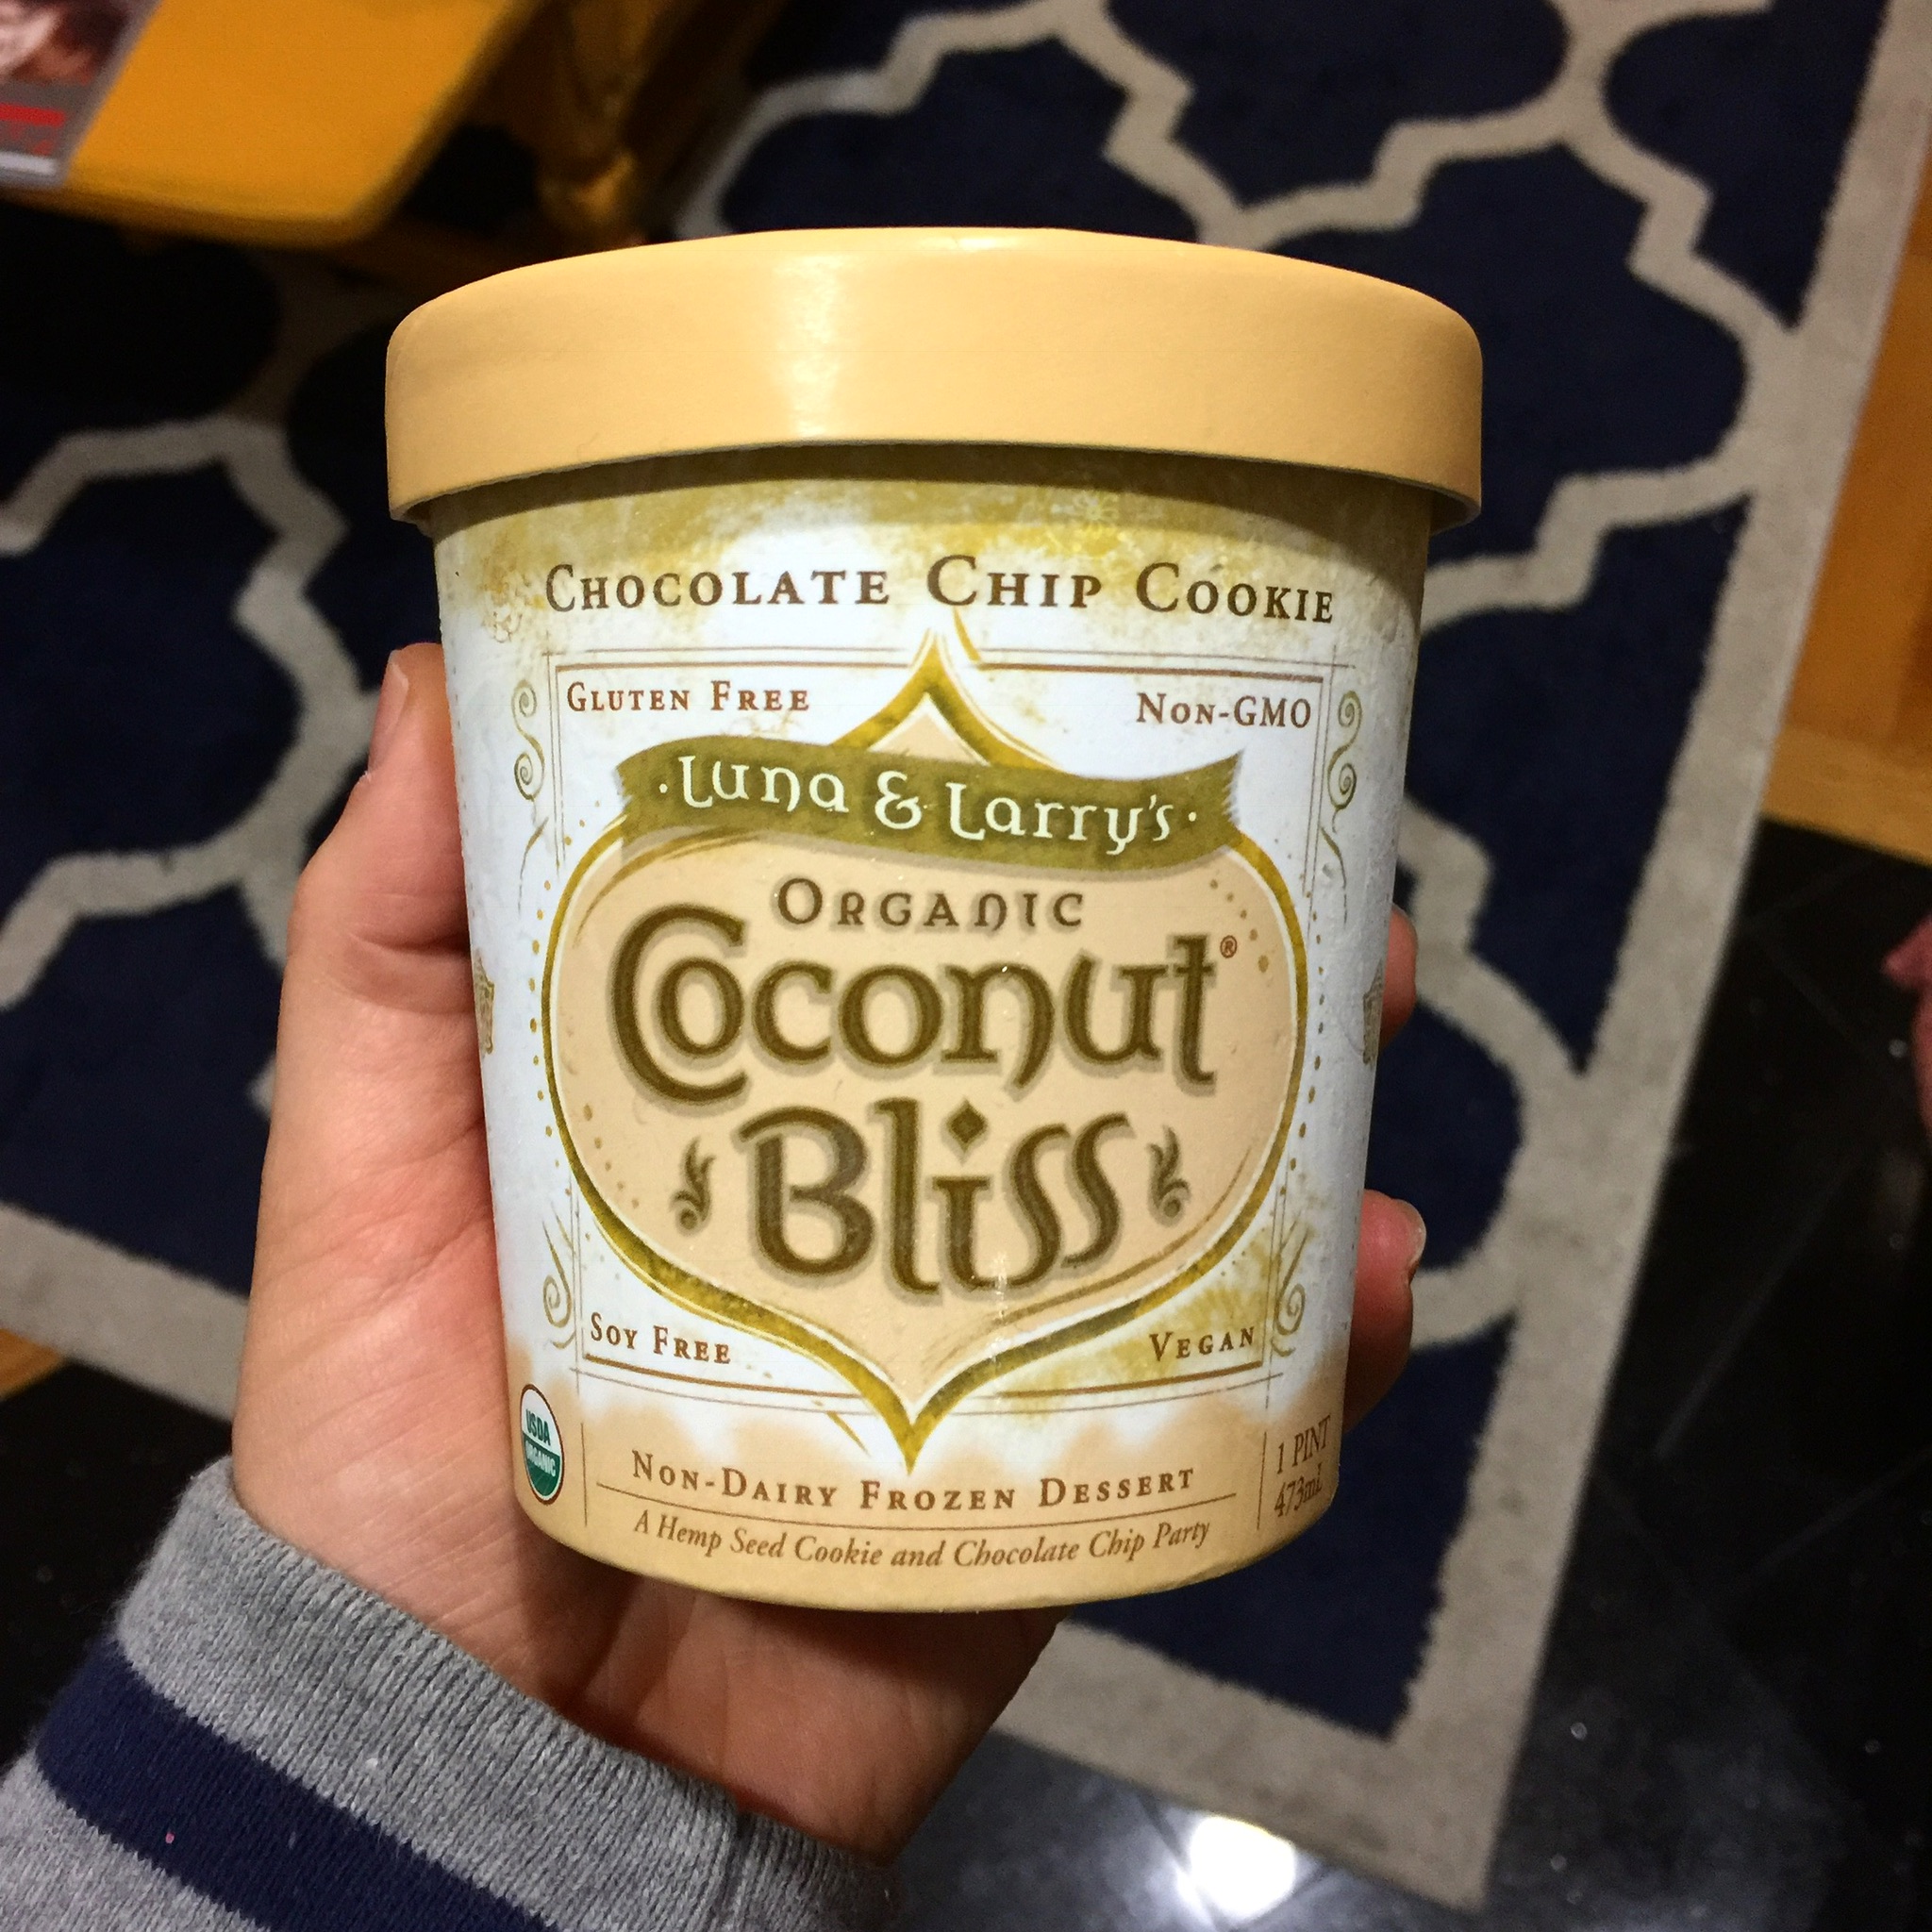 Chocolate Chip Cookie
Gluten Free
Non-GMO
·Luna & Larry's·
Organic
Coconut®
Bliss
Soy Free
Vegan
USDA
ORGANIC
Non-Dairy Frozen Dessert
A Hemp Seed Cookie and Chocolate Chip Party
1 PINT
473mL